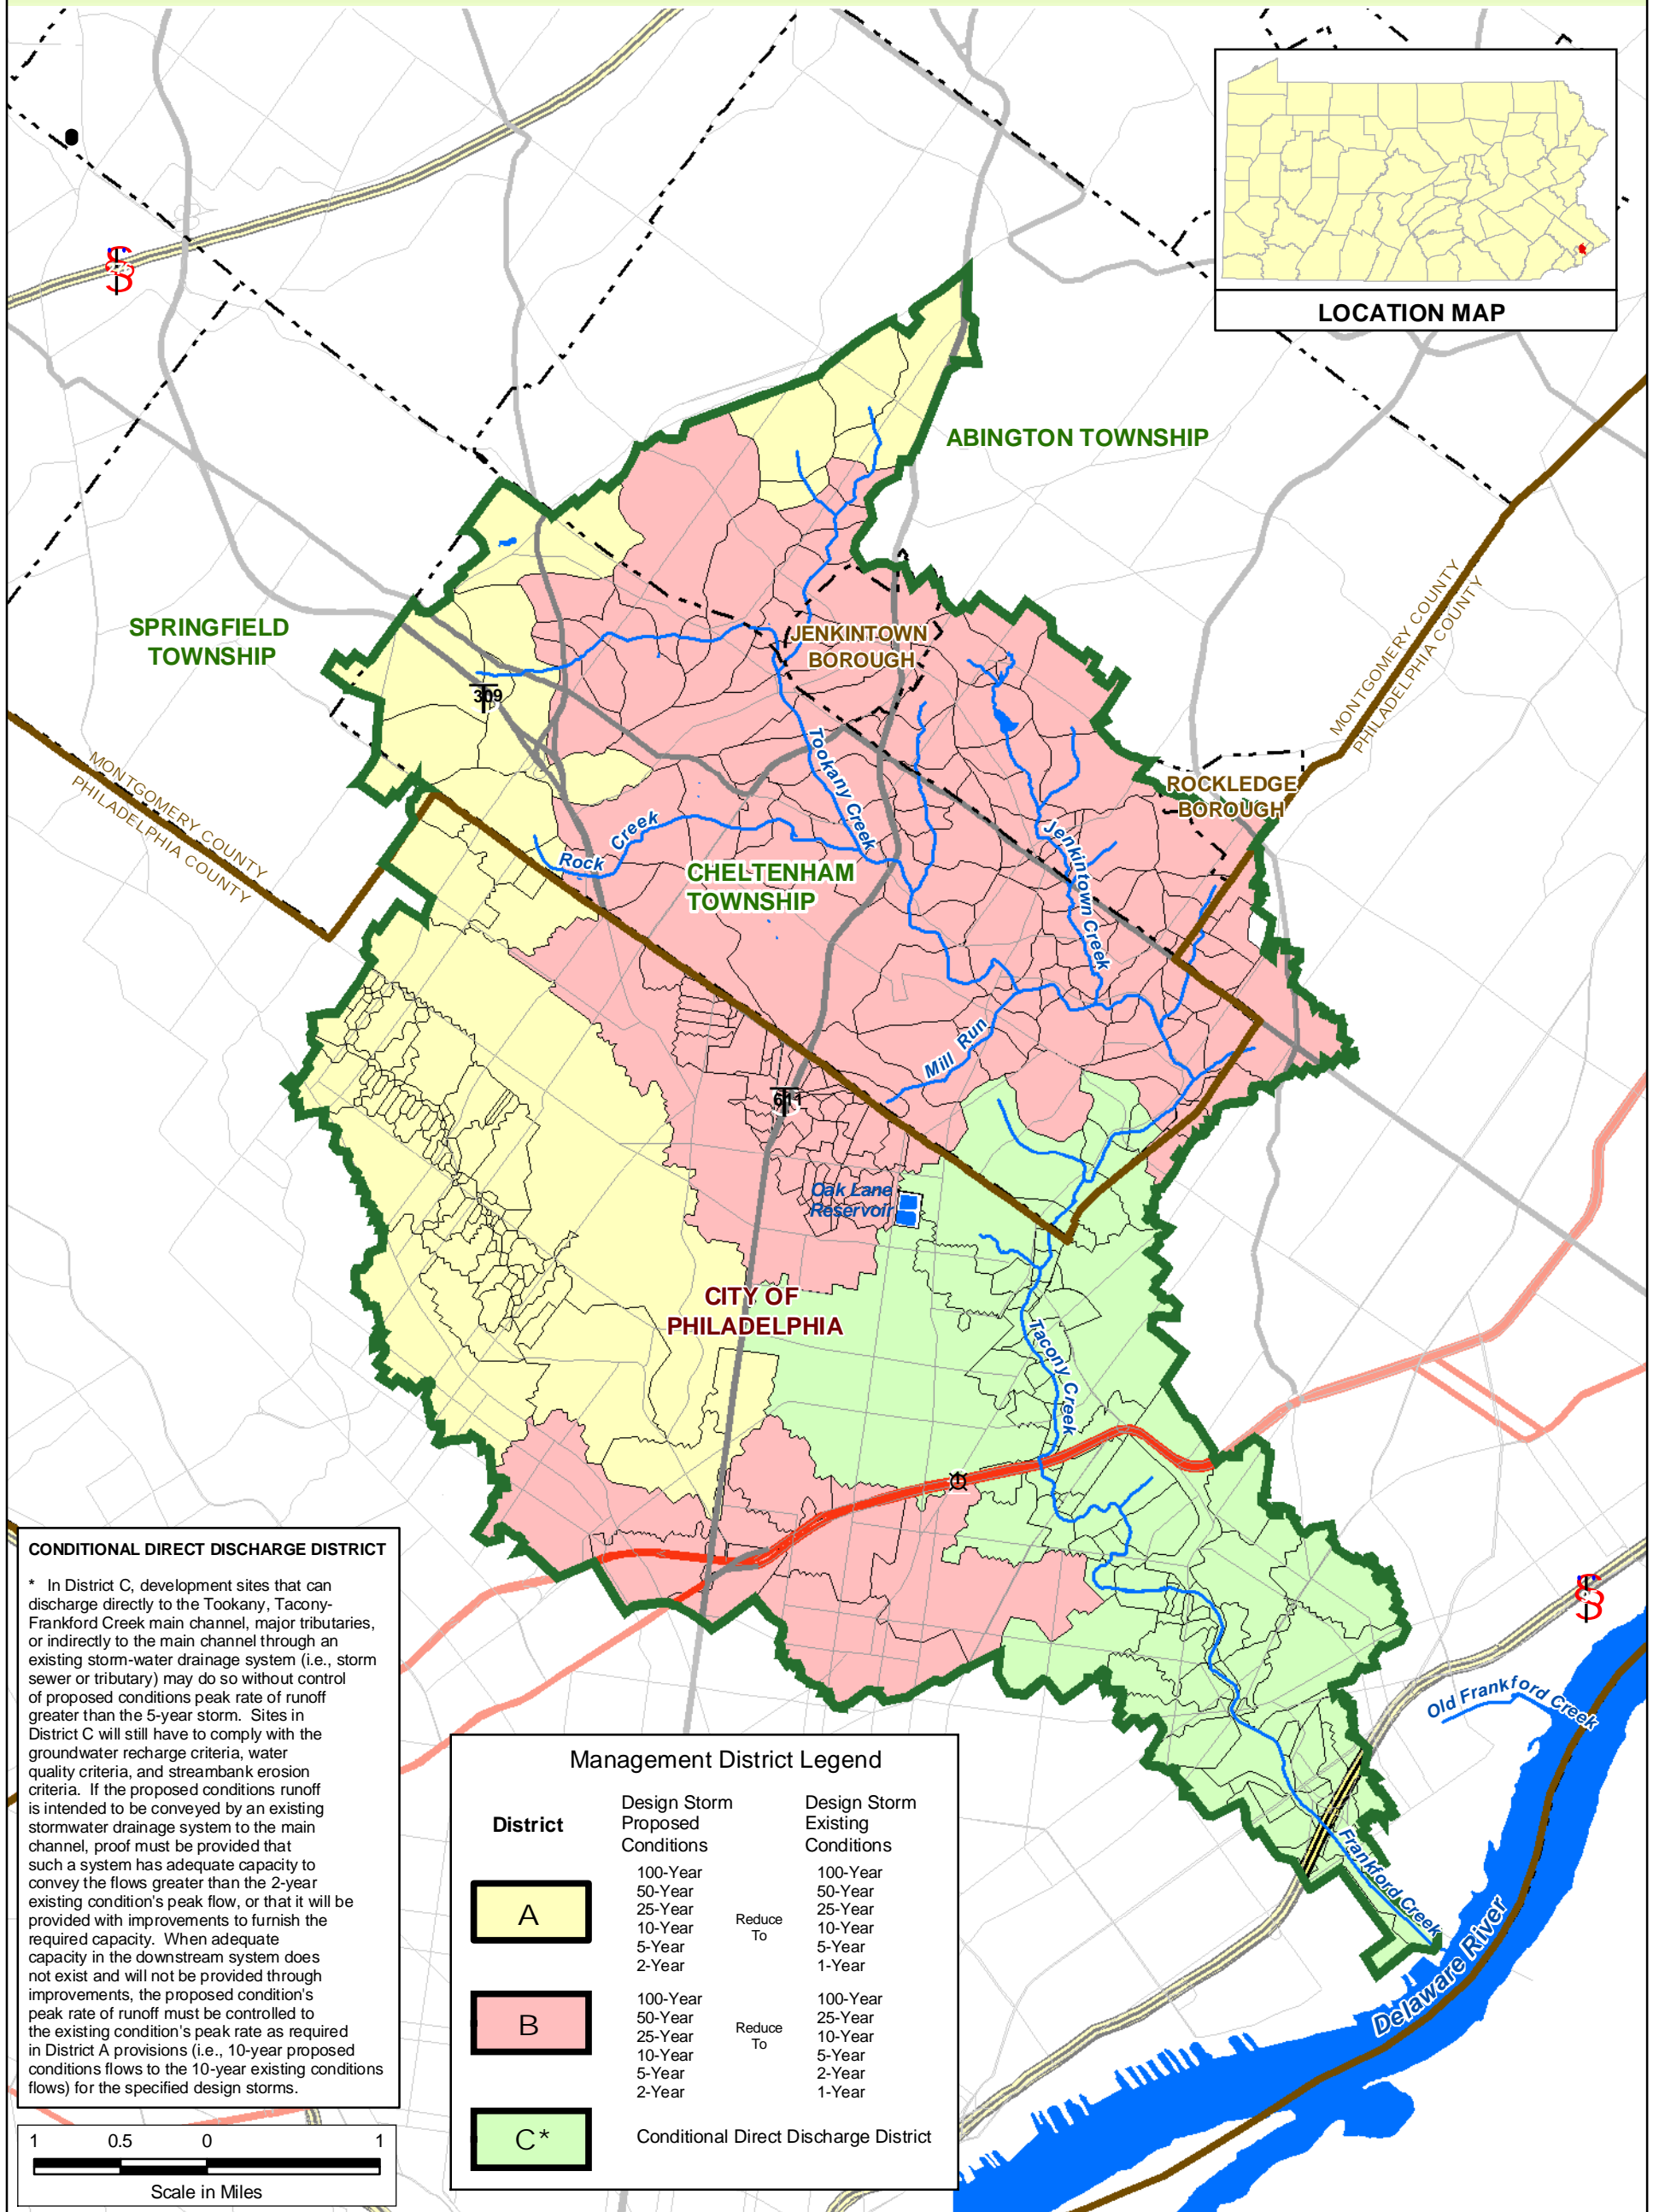 LOCATION MAP
ABINGTON TOWNSHIP
SPRINGFIELD
TOWNSHIP
JENKINTOWN
BOROUGH
MONTGOMERY COUNTY
PHILADELPHIA COUNTY
309
Tookany Creek
ROCKLEDGE
BOROUGH
MONTGOMERY COUNTY
PHILADELPHIA COUNTY
Rock Creek
Jenkintown Creek
CHELTENHAM
TOWNSHIP
Mill Run
611
Oak Lane
Reservoir
CITY OF
PHILADELPHIA
Tacony Creek
1
Old Frankford Creek
Frankford Creek
Delaware River
CONDITIONAL DIRECT DISCHARGE DISTRICT
* In District C, development sites that can
discharge directly to the Tookany, Tacony-
Frankford Creek main channel, major tributaries,
or indirectly to the main channel through an
existing storm-water drainage system (i.e., storm
sewer or tributary) may do so without control
of proposed conditions peak rate of runoff
greater than the 5-year storm. Sites in
District C will still have to comply with the
groundwater recharge criteria, water
quality criteria, and streambank erosion
criteria. If the proposed conditions runoff
is intended to be conveyed by an existing
stormwater drainage system to the main
channel, proof must be provided that
such a system has adequate capacity to
convey the flows greater than the 2-year
existing condition's peak flow, or that it will be
provided with improvements to furnish the
required capacity. When adequate
capacity in the downstream system does
not exist and will not be provided through
improvements, the proposed condition's
peak rate of runoff must be controlled to
the existing condition's peak rate as required
in District A provisions (i.e., 10-year proposed
conditions flows to the 10-year existing conditions
flows) for the specified design storms.
1 0.5 0 1
Scale in Miles
Management District Legend
District
Design Storm
Proposed
Conditions
Design Storm
Existing
Conditions
A
100-Year 100-Year
50-Year 50-Year
25-Year 25-Year
10-Year Reduce To 10-Year
5-Year 5-Year
2-Year 1-Year
B
100-Year 100-Year
50-Year 25-Year
25-Year 10-Year
10-Year Reduce To 5-Year
5-Year 2-Year
2-Year 1-Year
C* Conditional Direct Discharge District